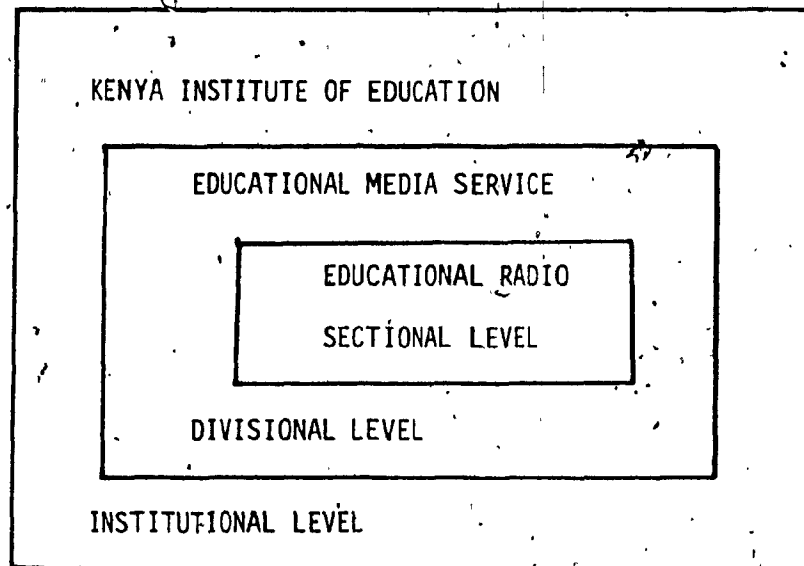 KENYA INSTITUTE OF EDUCATION
EDUCATIONAL MEDIA SERVICE
EDUCATIONAL RADIO
SECTIONAL LEVEL
DIVISIONAL LEVEL
INSTITUTIONAL LEVEL